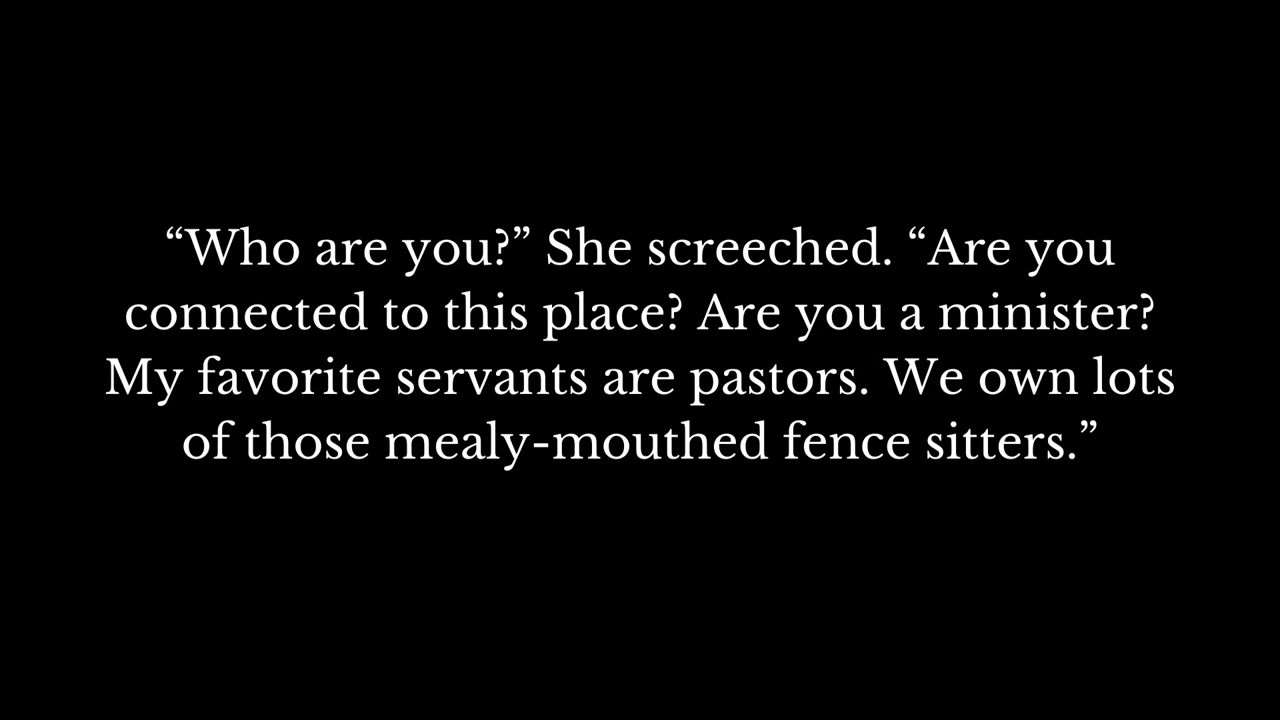 “Who are you?” She screeched. “Are you
connected to this place? Are you a minister?
My favorite servants are pastors. We own lots
of those mealy-mouthed fence sitters.”